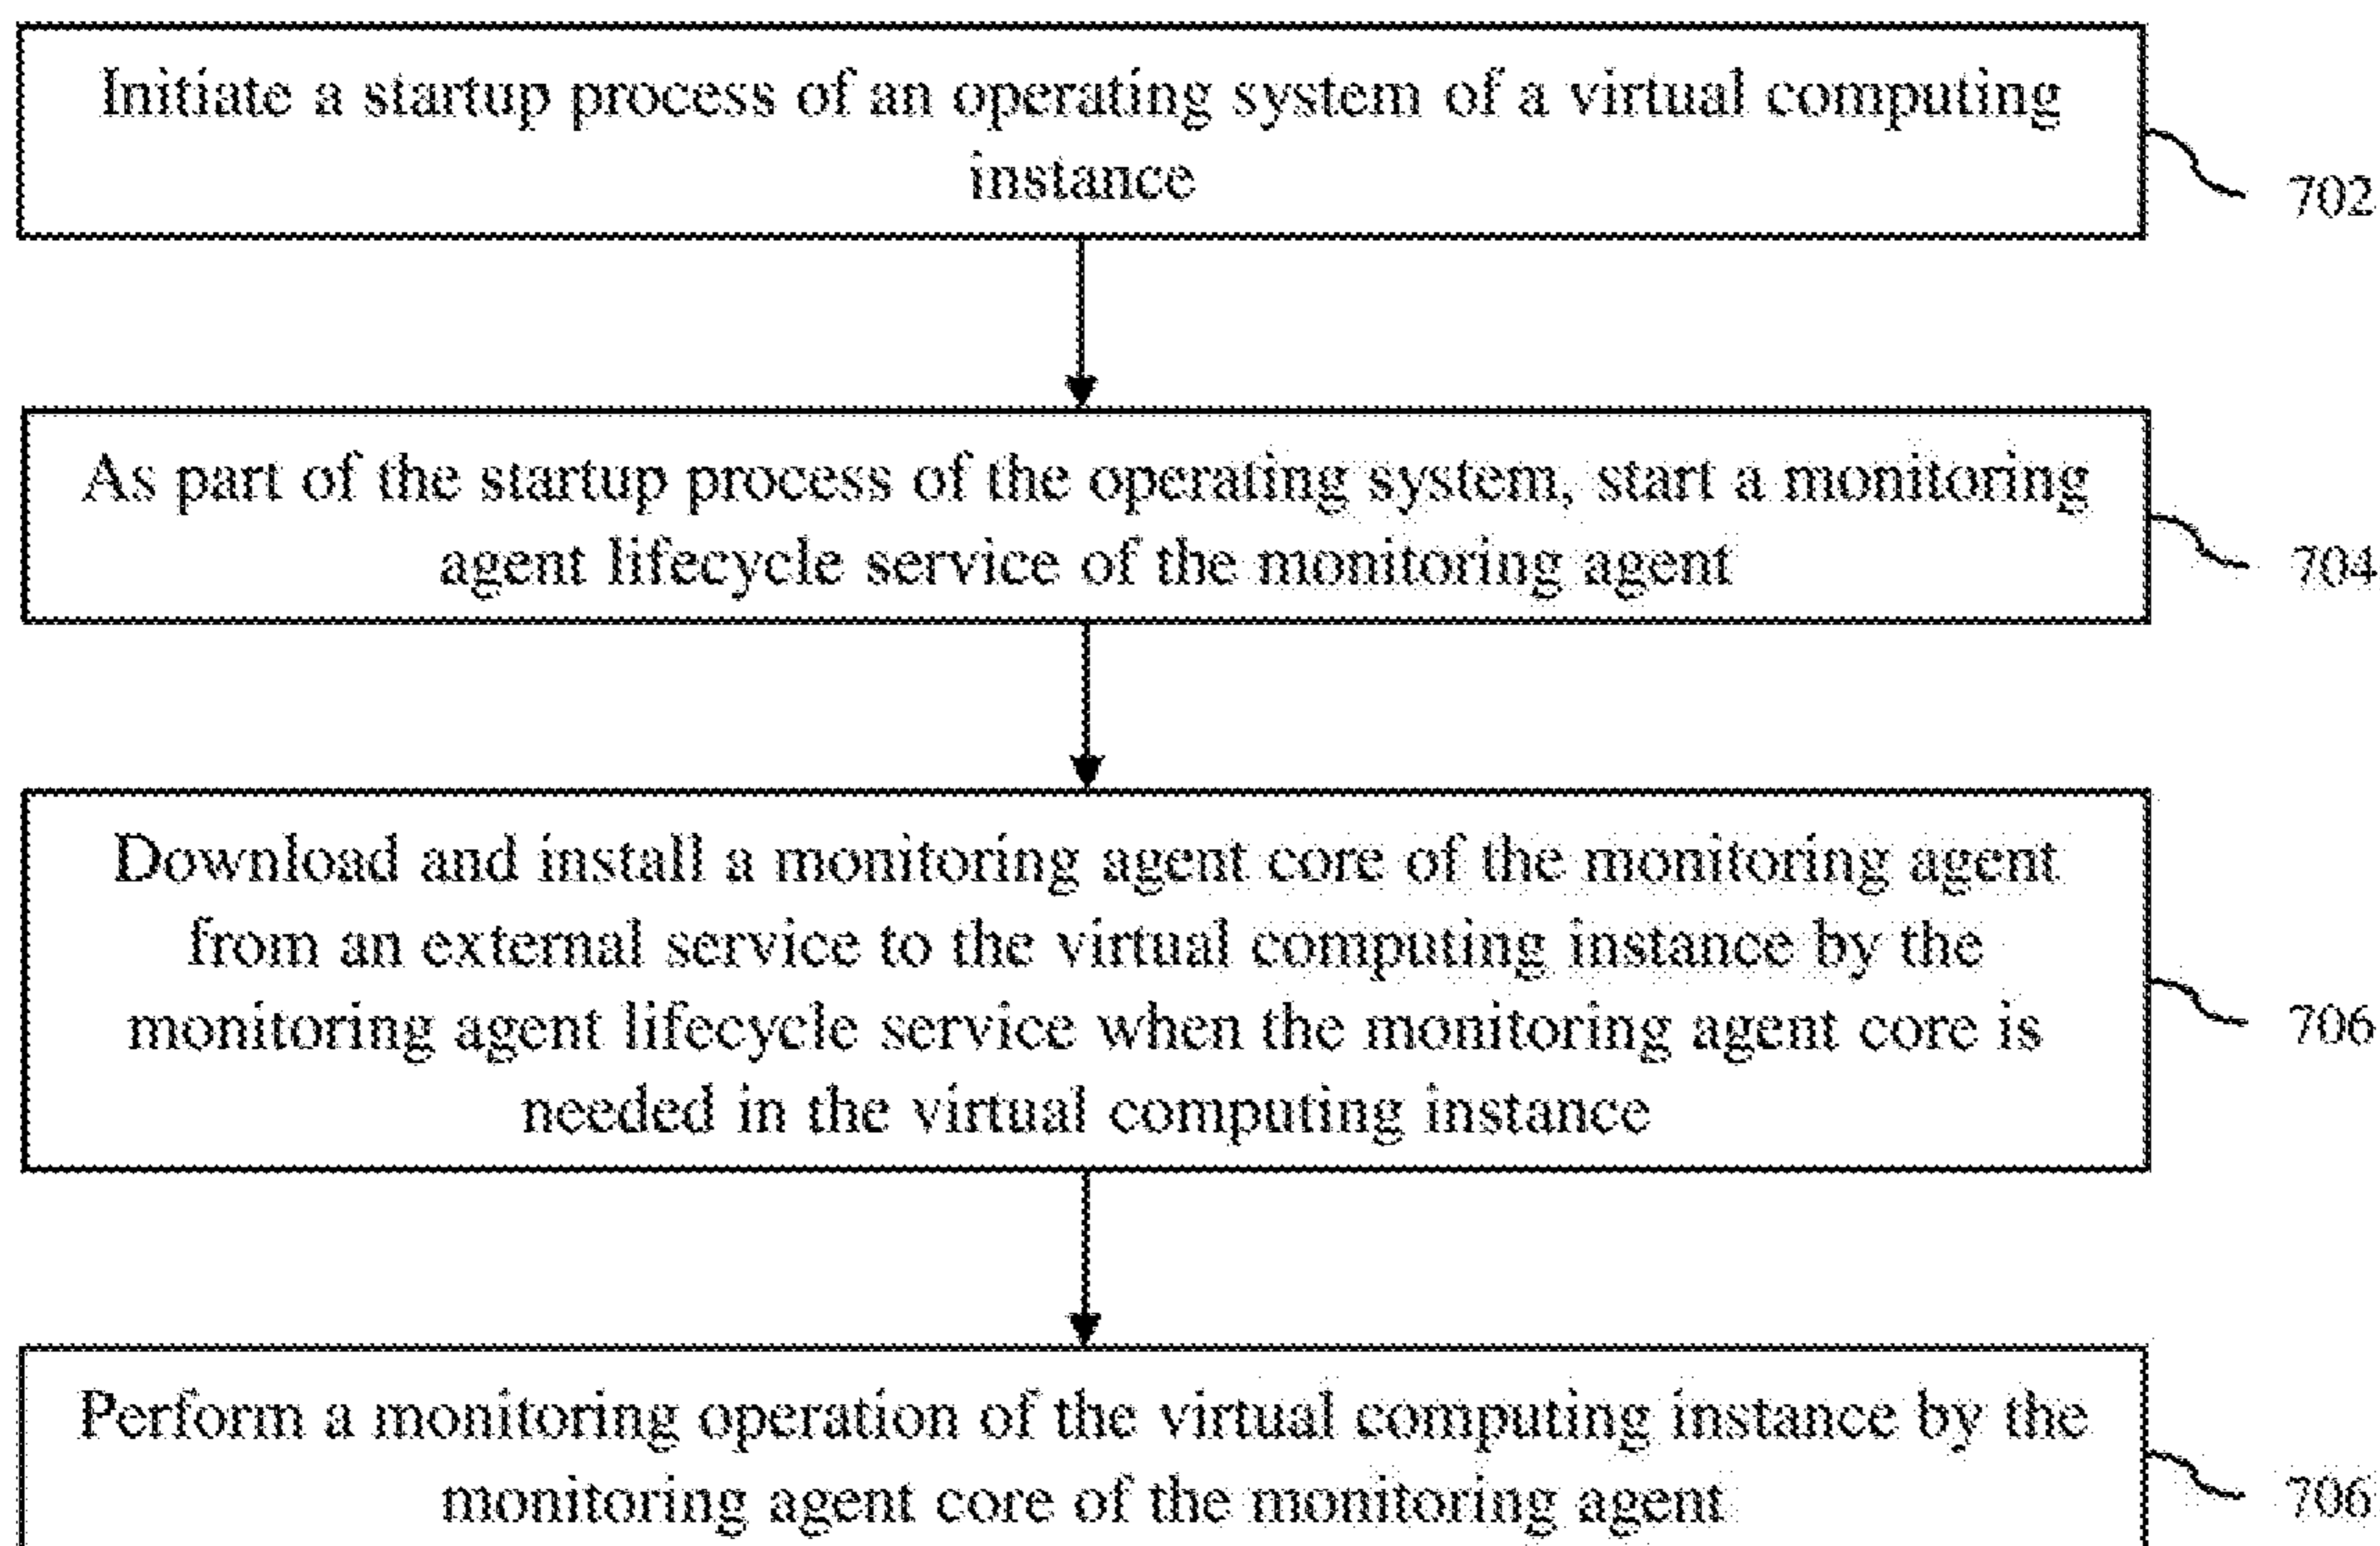 Initiate a startup process of an operating system of a virtual computing
instance
702
As part of the startup process of the operating system, start a monitoring
agent lifecycle service of the monitoring agent
704
Download and install a monitoring agent core of the monitoring agent
from an external service to the virtual computing instance by the
monitoring agent lifecycle service when the monitoring agent core is
needed in the virtual computing instance
706
Perform a monitoring operation of the virtual computing instance by the
monitoring agent core of the monitoring agent
706